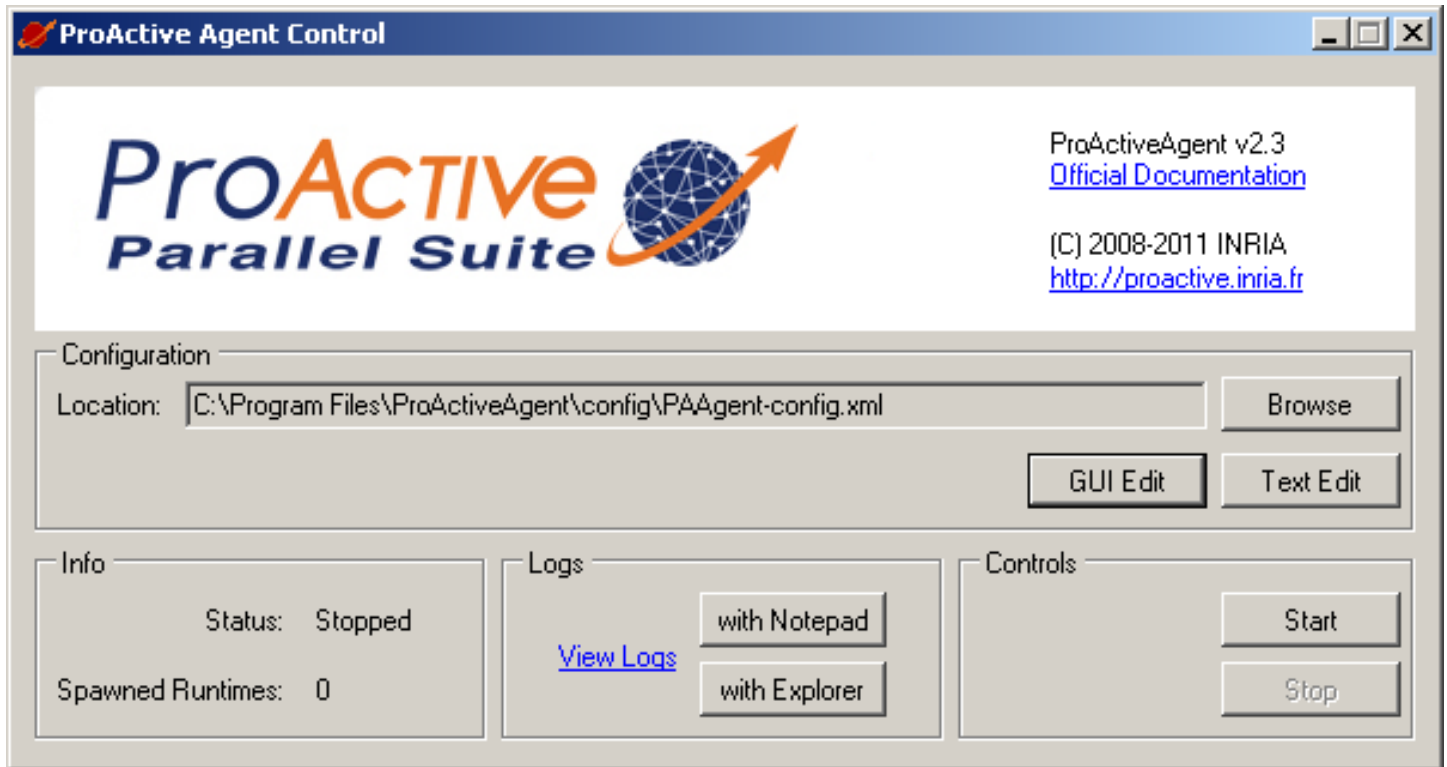 ProActive Agent Control
ProActive
Parallel Suite
ProActiveAgent v2.3
Official Documentation
(C) 2008-2011 INRIA
http://proactive.inria.fr
Configuration
Location: C:\Program Files\ProActiveAgent\config\PAAgent-config.xml Browse
GUI Edit Text Edit
Info
Status: Stopped
Spawned Runtimes: 0
Logs
View Logs
with Notepad
with Explorer
Controls
Start
Stop